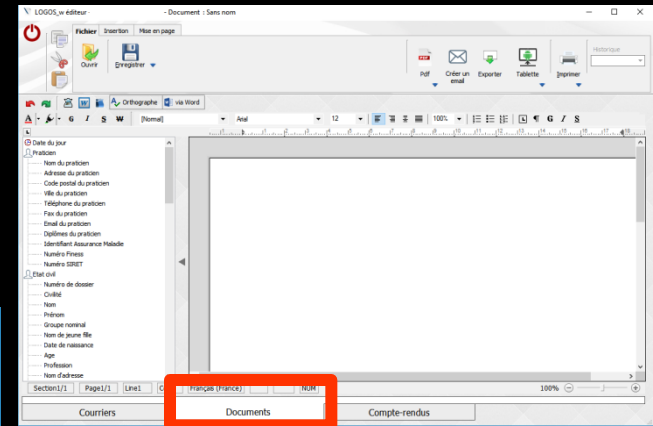 LOGOS_w éditeur - - Document : Sans nom
Fichier Insertion Mise en page
Ouvrir Enregistrer Pdf Créer un email Exporter Tablette Imprimer Historique
W Orthographe via Word
A G I S W [Normal] Arial 12 100% ¶ G I S
Date du jour
Praticien
Nom du praticien
Adresse du praticien
Code postal du praticien
Ville du praticien
Téléphone du praticien
Fax du praticien
Email du praticien
Diplômes du praticien
Identifiant Assurance Maladie
Numéro Finess
Numéro SIRET
Etat civil
Numéro de dossier
Civilité
Nom
Prénom
Groupe nominal
Nom de jeune fille
Date de naissance
Age
Profession
Nom d'adresse
Section1/1 Page1/1 Line1 Français (France) NUM 100%
Courriers Documents Compte-rendus